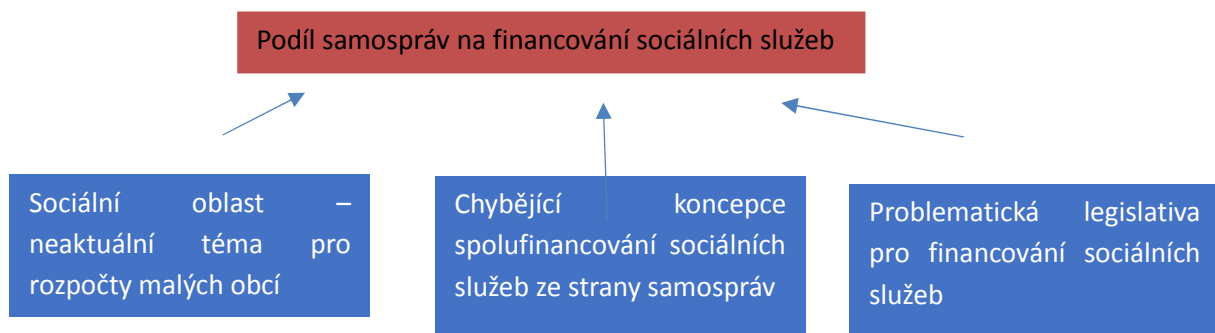 Podíl samospráv na financování sociálních služeb
Sociální oblast –
neaktuální téma pro
rozpočty malých obcí
Chybějící koncepce
spolufinancování sociálních
služeb ze strany samospráv
Problematická legislativa
pro financování sociálních
služeb